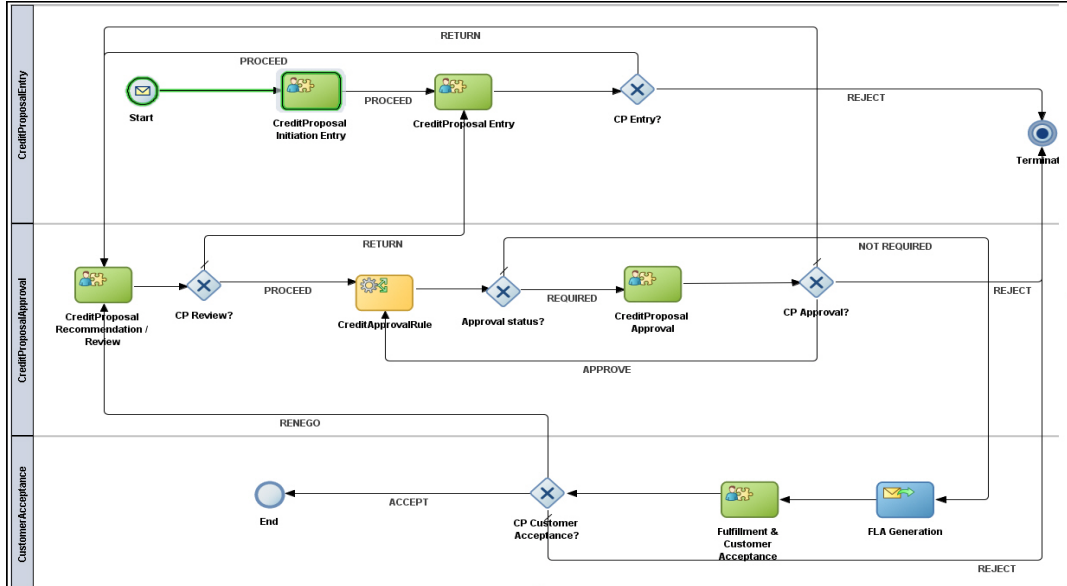 CreditProposalEntry
RETURN
PROCEED
Start
CreditProposal
Initiation Entry
PROCEED
CreditProposal Entry
CP Entry?
REJECT
Terminat
CreditProposalApproval
RETURN
NOT REQUIRED
CreditProposal
Recommendation /
Review
CP Review?
PROCEED
CreditApprovalRule
Approval status?
REQUIRED
CreditProposal
Approval
CP Approval?
REJECT
APPROVE
RENEGO
CustomerAcceptance
End
ACCEPT
CP Customer
Acceptance?
Fulfillment &
Customer
Acceptance
FLA Generation
REJECT